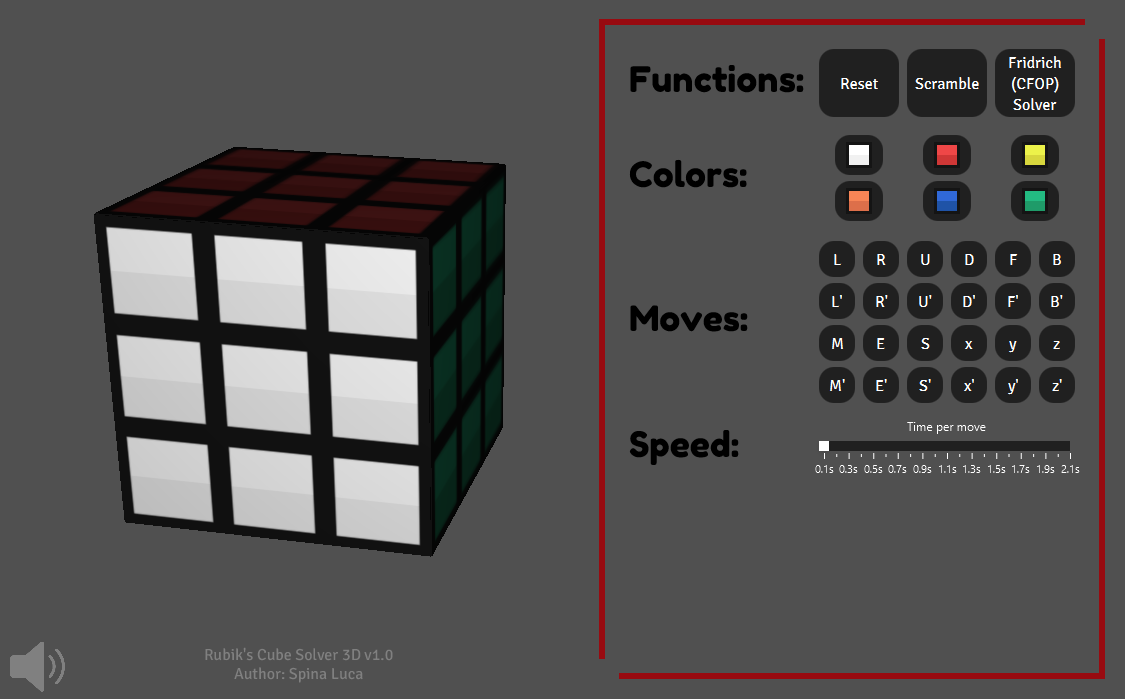 Functions:
Reset
Scramble
Fridrich
(CFOP)
Solver
Colors:
Moves:
L R U D F B
L' R' U' D' F' B'
M E S x y z
M' E' S' x' y' z'
Speed:
Time per move
0.1s 0.3s 0.5s 0.7s 0.9s 1.1s 1.3s 1.5s 1.7s 1.9s 2.1s
Rubik's Cube Solver 3D v1.0
Author: Spina Luca